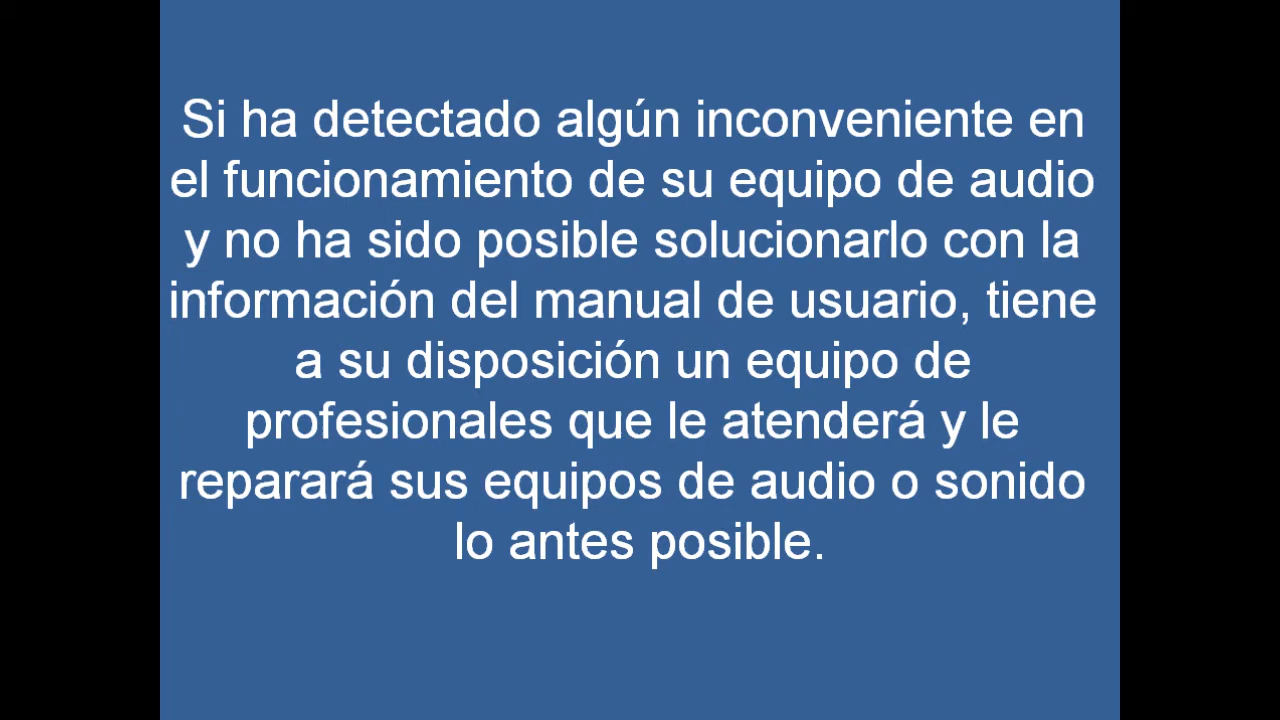 Si ha detectado algún inconveniente en
el funcionamiento de su equipo de audio
y no ha sido posible solucionarlo con la
información del manual de usuario, tiene
a su disposición un equipo de
profesionales que le atenderá y le
reparará sus equipos de audio o sonido
lo antes posible.